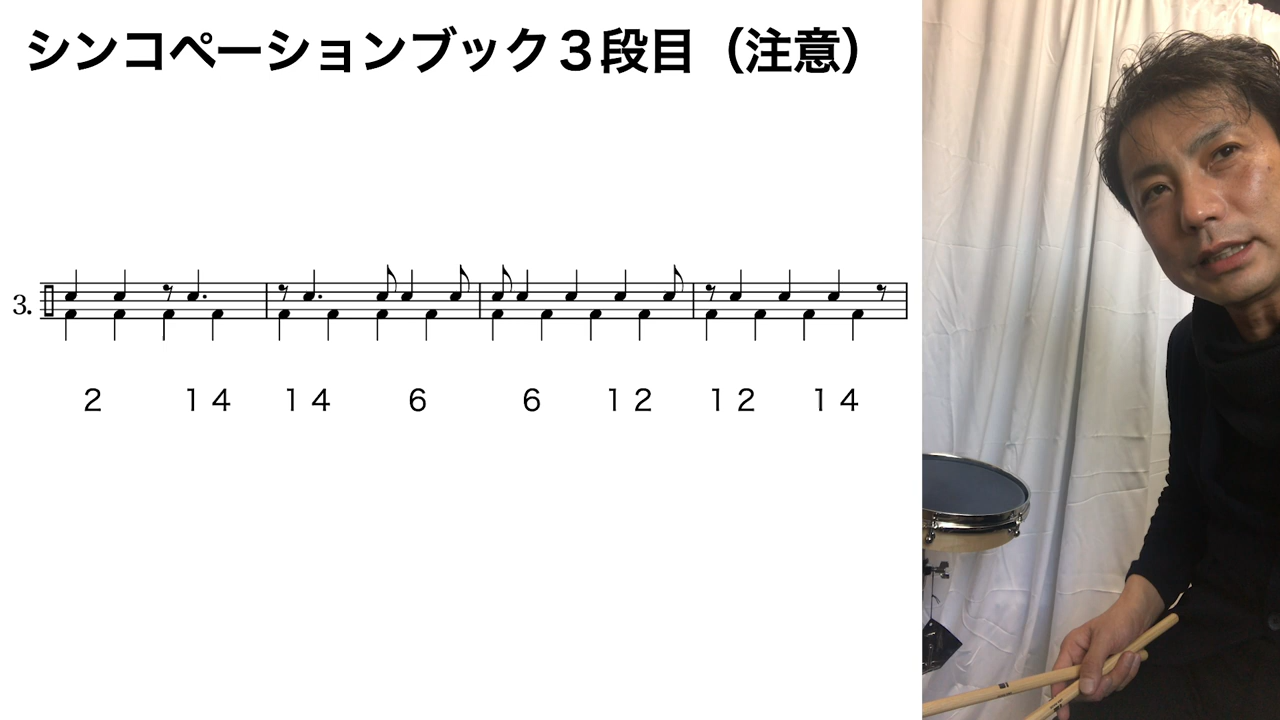 シンコペーションブック３段目（注意）
3.
２ １４ １４ ６ ６ １２ １２ １４